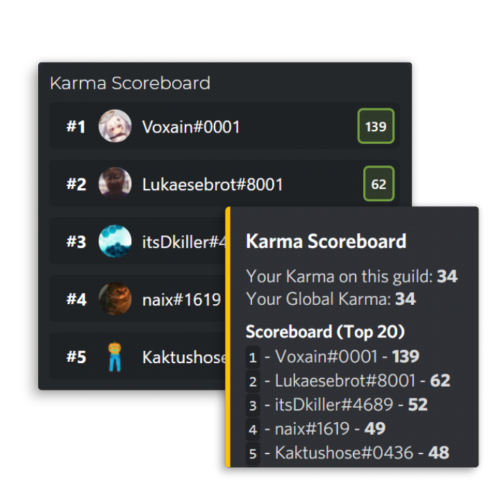 Karma Scoreboard
#1 Voxain#0001 139
#2 Lukaesebrot#8001 62
#3 itsDkiller#4
#4 naix#1619
#5 Kaktushose
Karma Scoreboard
Your Karma on this guild: 34
Your Global Karma: 34
Scoreboard (Top 20)
1 - Voxain#0001 - 139
2 - Lukaesebrot#8001 - 62
3 - itsDkiller#4689 - 52
4 - naix#1619 - 49
5 - Kaktushose#0436 - 48